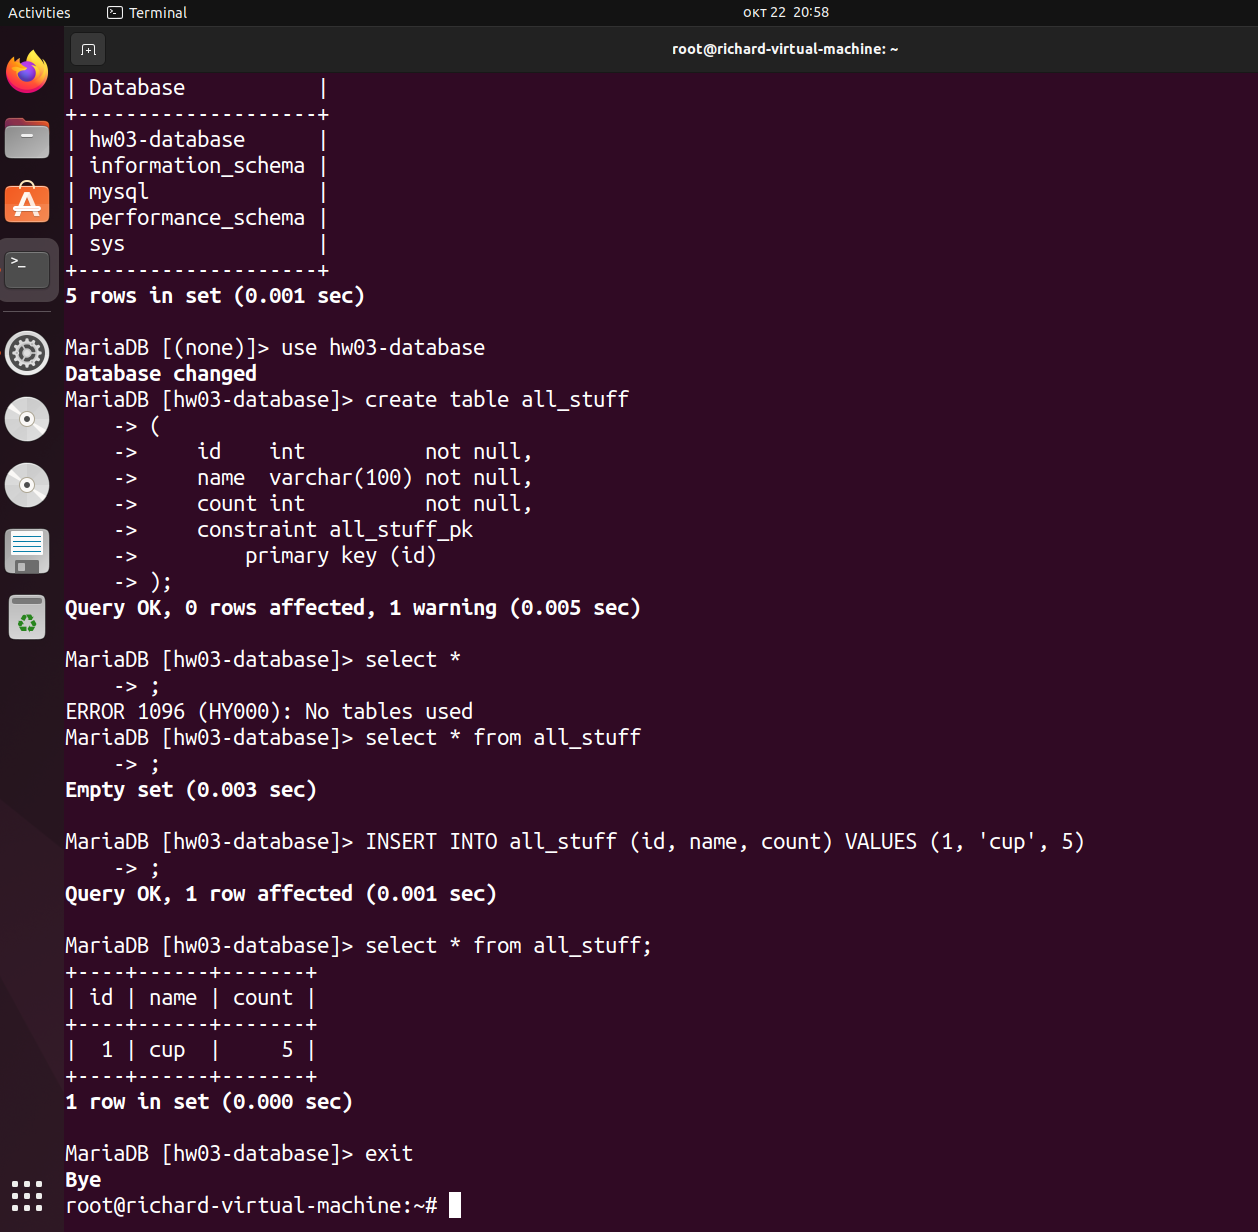 Activities Terminal окт 22 20:58
root@richard-virtual-machine: ~
| Database           |
+--------------------+
| hw03-database      |
| information_schema |
| mysql              |
| performance_schema |
| sys                |
+--------------------+
5 rows in set (0.001 sec)

MariaDB [(none)]> use hw03-database
Database changed
MariaDB [hw03-database]> create table all_stuff
    -> (
    ->     id    int          not null,
    ->     name  varchar(100) not null,
    ->     count int          not null,
    ->     constraint all_stuff_pk
    ->         primary key (id)
    -> );
Query OK, 0 rows affected, 1 warning (0.005 sec)

MariaDB [hw03-database]> select *
    -> ;
ERROR 1096 (HY000): No tables used
MariaDB [hw03-database]> select * from all_stuff
    -> ;
Empty set (0.003 sec)

MariaDB [hw03-database]> INSERT INTO all_stuff (id, name, count) VALUES (1, 'cup', 5)
    -> ;
Query OK, 1 row affected (0.001 sec)

MariaDB [hw03-database]> select * from all_stuff;
+----+------+-------+
| id | name | count |
+----+------+-------+
|  1 | cup  |     5 |
+----+------+-------+
1 row in set (0.000 sec)

MariaDB [hw03-database]> exit
Bye
root@richard-virtual-machine:~#